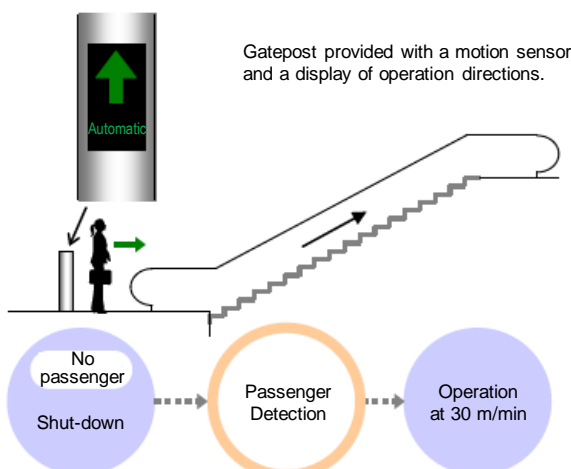 Gatepost provided with a motion sensor
and a display of operation directions.
Automatic
No
passenger
Shut-down
Passenger
Detection
Operation
at 30 m/min